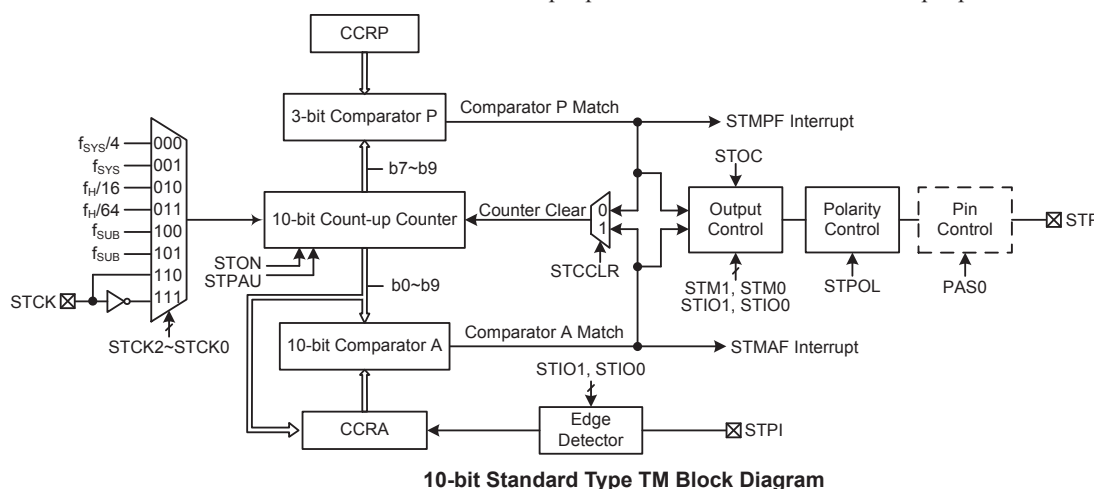 CCRP
3-bit Comparator P
Comparator P Match
STMPF Interrupt
b7~b9
fSYS/4
000
fSYS
001
fH/16
010
fH/64
011
fSUB
100
fSUB
101
110
111
STCK
STCK2~STCK0
10-bit Count-up Counter
Counter Clear
0
1
STCCLR
STON
STPAU
b0~b9
STOC
Output
Control
STM1, STM0
STIO1, STIO0
Polarity
Control
STPOL
Pin
Control
PAS0
10-bit Comparator A
Comparator A Match
STMAF Interrupt
STIO1, STIO0
CCRA
Edge
Detector
STPI
10-bit Standard Type TM Block Diagram